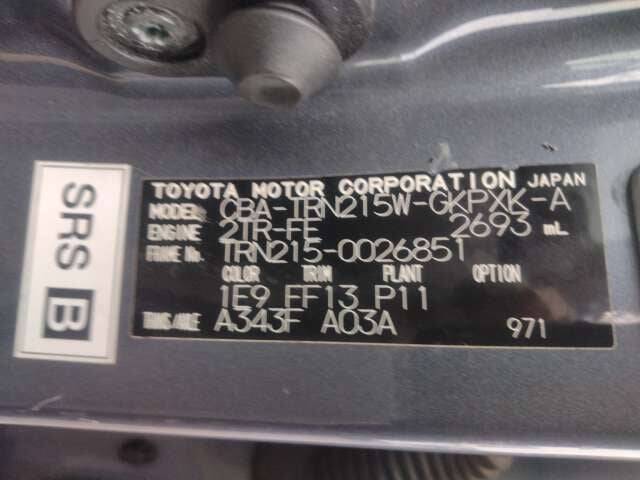 SRS B
TOYOTA MOTOR CORPORATION JAPAN
MODEL CBA-TRN215W-GKPXK-A
ENGINE 2TR-FE 2693 mL
FRAME No. TRN215-0026851
COLOR TRIM PLANT OPTION
1E9 FF13 P11
TRANS/AXLE A343F A03A 971